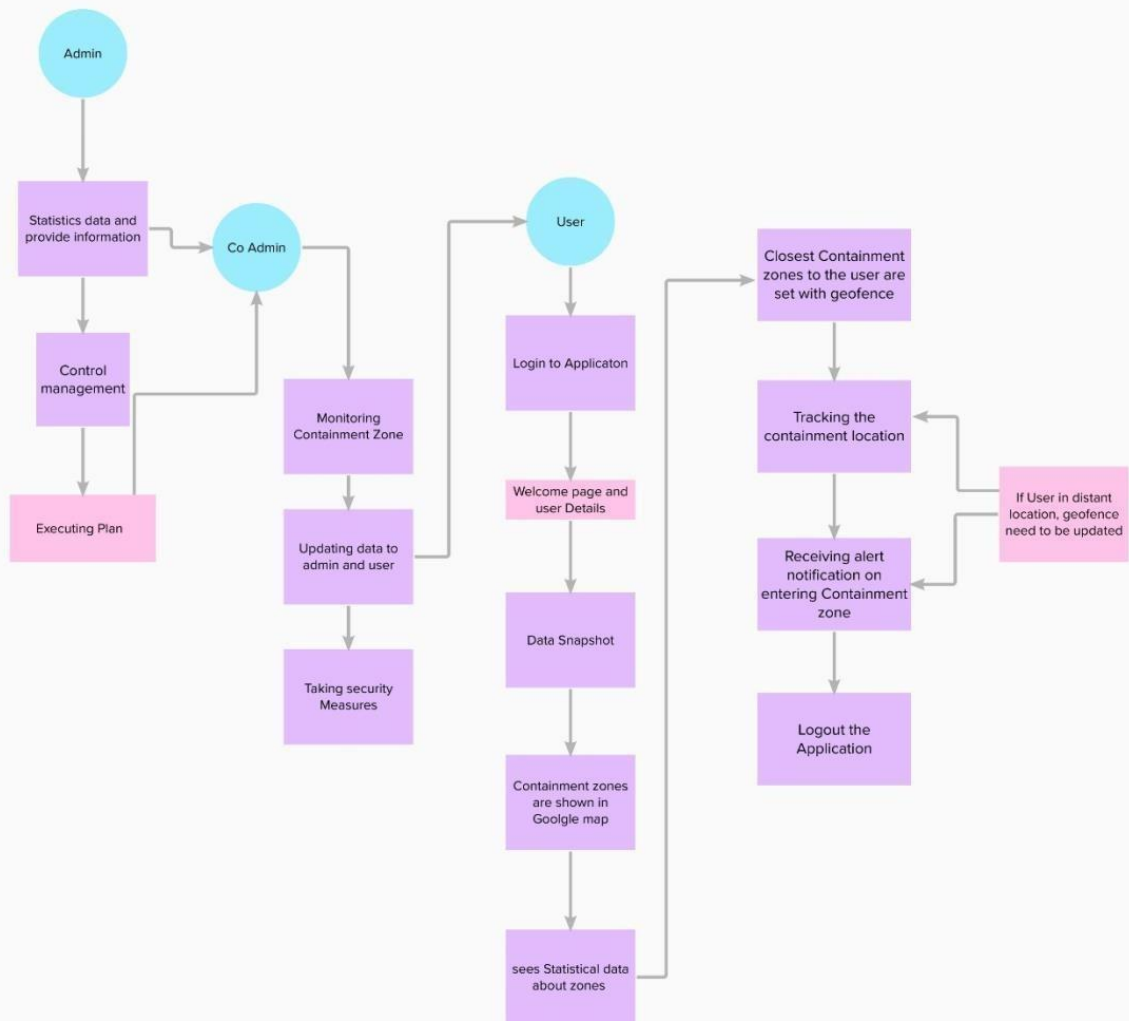 Admin
Statistics data and
provide information
Co Admin
Control
management
Executing Plan
Monitoring
Containment Zone
Updating data to
admin and user
Taking security
Measures
User
Login to Applicaton
Welcome page and
user Details
Data Snapshot
Containment zones
are shown in
Goolgle map
sees Statistical data
about zones
Closest Containment
zones to the user are
set with geofence
Tracking the
containment location
If User in distant
location, geofence
need to be updated
Receiving alert
notification on
entering Containment
zone
Logout the
Application